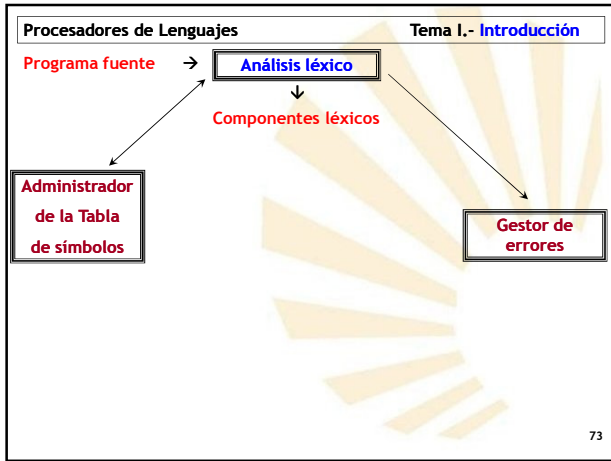 Procesadores de Lenguajes Tema I.- Introducción
Programa fuente → Análisis léxico
↓
Componentes léxicos
Administrador
de la Tabla
de símbolos
Gestor de
errores
73